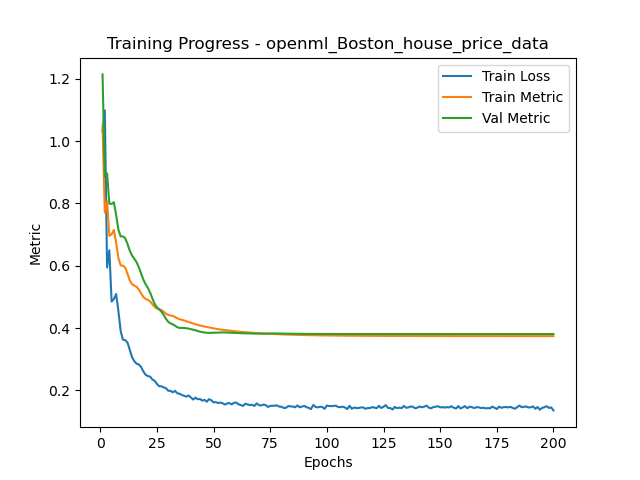 Training Progress - openml_Boston_house_price_data
Train Loss
Train Metric
Val Metric
Metric
1.2
1.0
0.8
0.6
0.4
0.2
0
25
50
75
100
125
150
175
200
Epochs